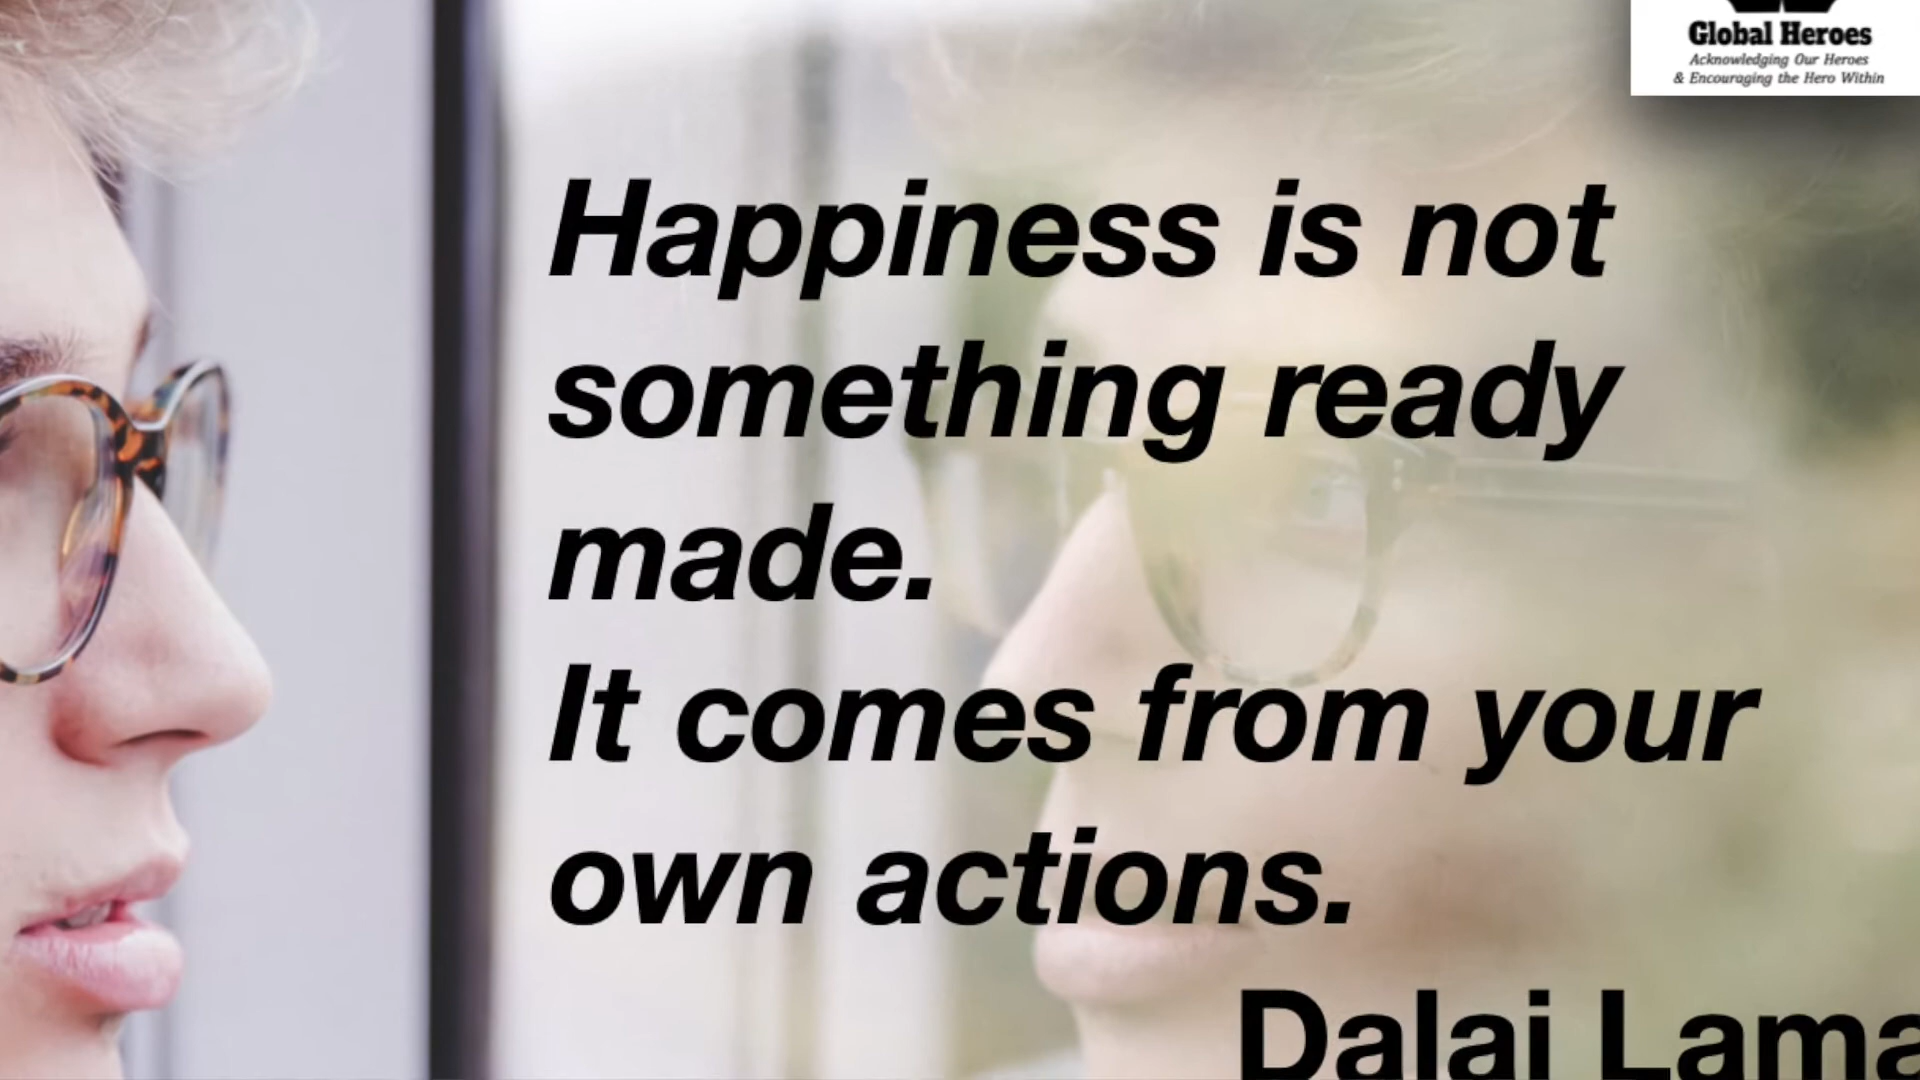 Global Heroes
Acknowledging Our Heroes
& Encouraging the Hero Within
Happiness is not
something ready
made.
It comes from your
own actions.
Dalai Lama